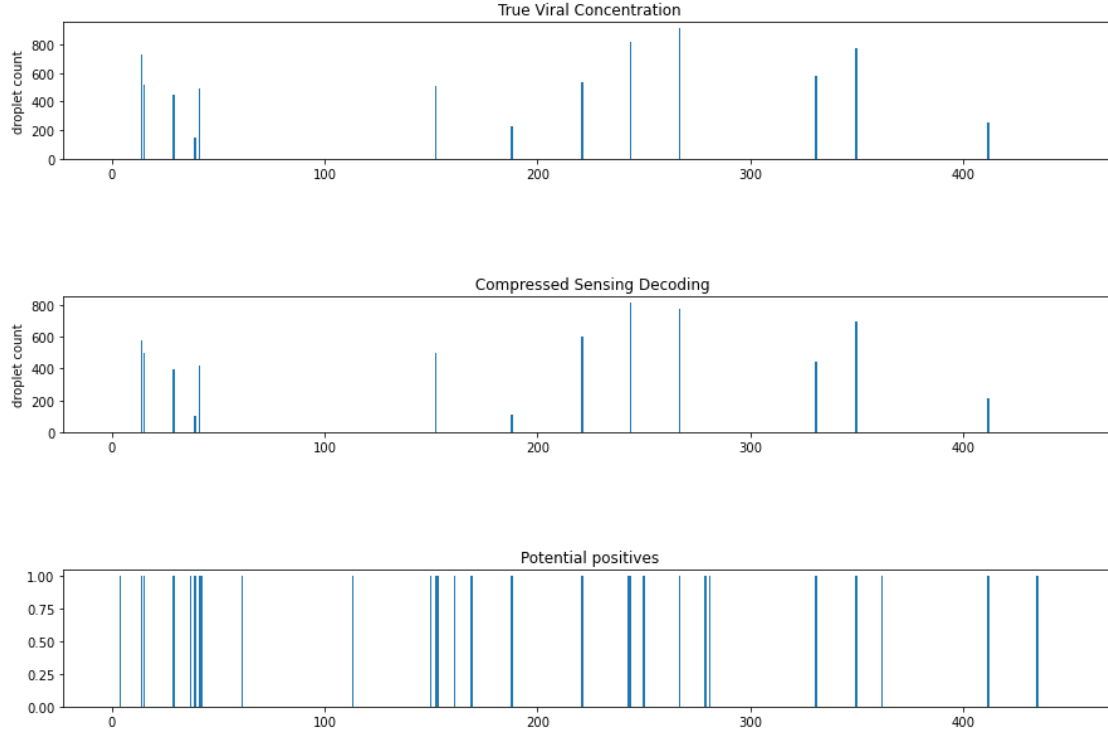 True Viral Concentration
droplet count
800
600
400
200
0
0 100 200 300 400
Compressed Sensing Decoding
droplet count
800
600
400
200
0
0 100 200 300 400
Potential positives
1.00
0.75
0.50
0.25
0.00
0 100 200 300 400